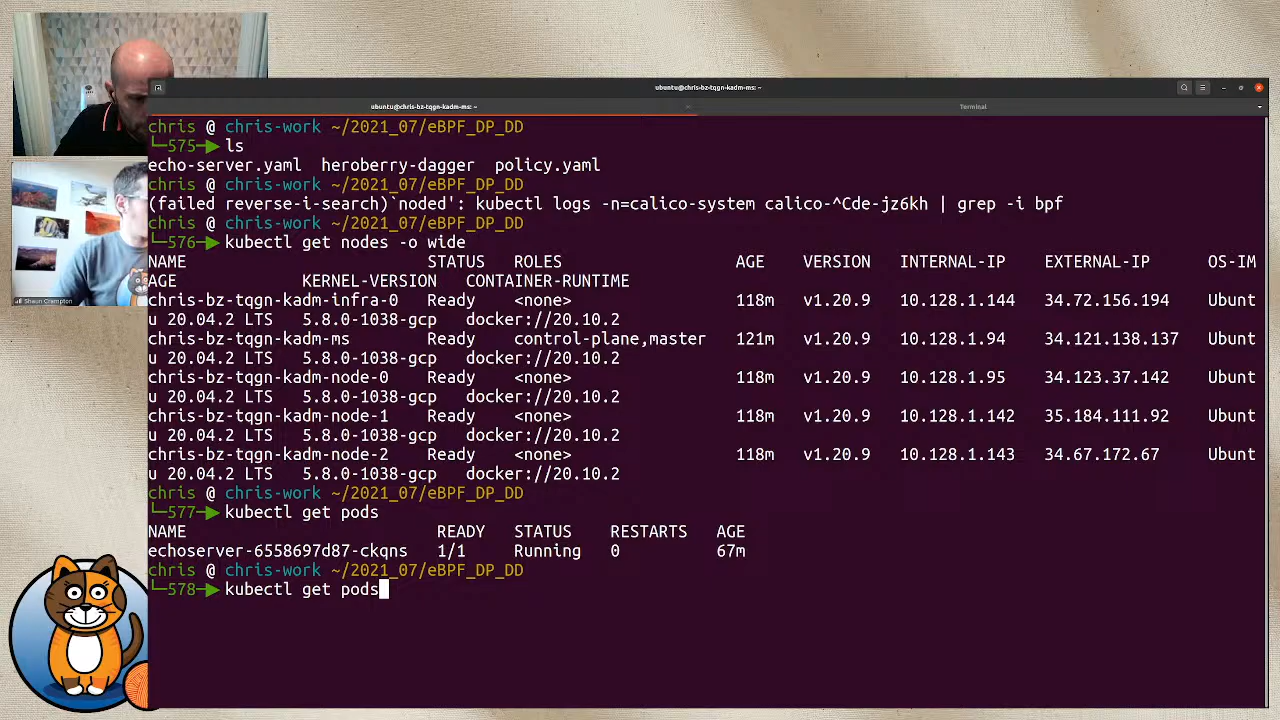 ubuntu@chris-bz-tqgn-kadm-ms: ~
ubuntu@chris-bz-tqgn-kadm-ms: ~
Terminal
chris @ chris-work ~/2021_07/eBPF_DP_DD
575 ls
echo-server.yaml heroberry-dagger policy.yaml
chris @ chris-work ~/2021_07/eBPF_DP_DD
(failed reverse-i-search)`noded': kubectl logs -n=calico-system calico-^Cde-jz6kh | grep -i bpf
chris @ chris-work ~/2021_07/eBPF_DP_DD
576 kubectl get nodes -o wide
NAME STATUS ROLES AGE VERSION INTERNAL-IP EXTERNAL-IP OS-IM
AGE KERNEL-VERSION CONTAINER-RUNTIME
chris-bz-tqgn-kadm-infra-0 Ready <none> 118m v1.20.9 10.128.1.144 34.72.156.194 Ubunt
u 20.04.2 LTS 5.8.0-1038-gcp docker://20.10.2
chris-bz-tqgn-kadm-ms Ready control-plane,master 121m v1.20.9 10.128.1.94 34.121.138.137 Ubunt
u 20.04.2 LTS 5.8.0-1038-gcp docker://20.10.2
chris-bz-tqgn-kadm-node-0 Ready <none> 118m v1.20.9 10.128.1.95 34.123.37.142 Ubunt
u 20.04.2 LTS 5.8.0-1038-gcp docker://20.10.2
chris-bz-tqgn-kadm-node-1 Ready <none> 118m v1.20.9 10.128.1.142 35.184.111.92 Ubunt
u 20.04.2 LTS 5.8.0-1038-gcp docker://20.10.2
chris-bz-tqgn-kadm-node-2 Ready <none> 118m v1.20.9 10.128.1.143 34.67.172.67 Ubunt
u 20.04.2 LTS 5.8.0-1038-gcp docker://20.10.2
chris @ chris-work ~/2021_07/eBPF_DP_DD
577 kubectl get pods
NAME READY STATUS RESTARTS AGE
echoserver-6558697d87-ckqns 1/1 Running 0 67m
chris @ chris-work ~/2021_07/eBPF_DP_DD
578 kubectl get pods
Shaun Crampton